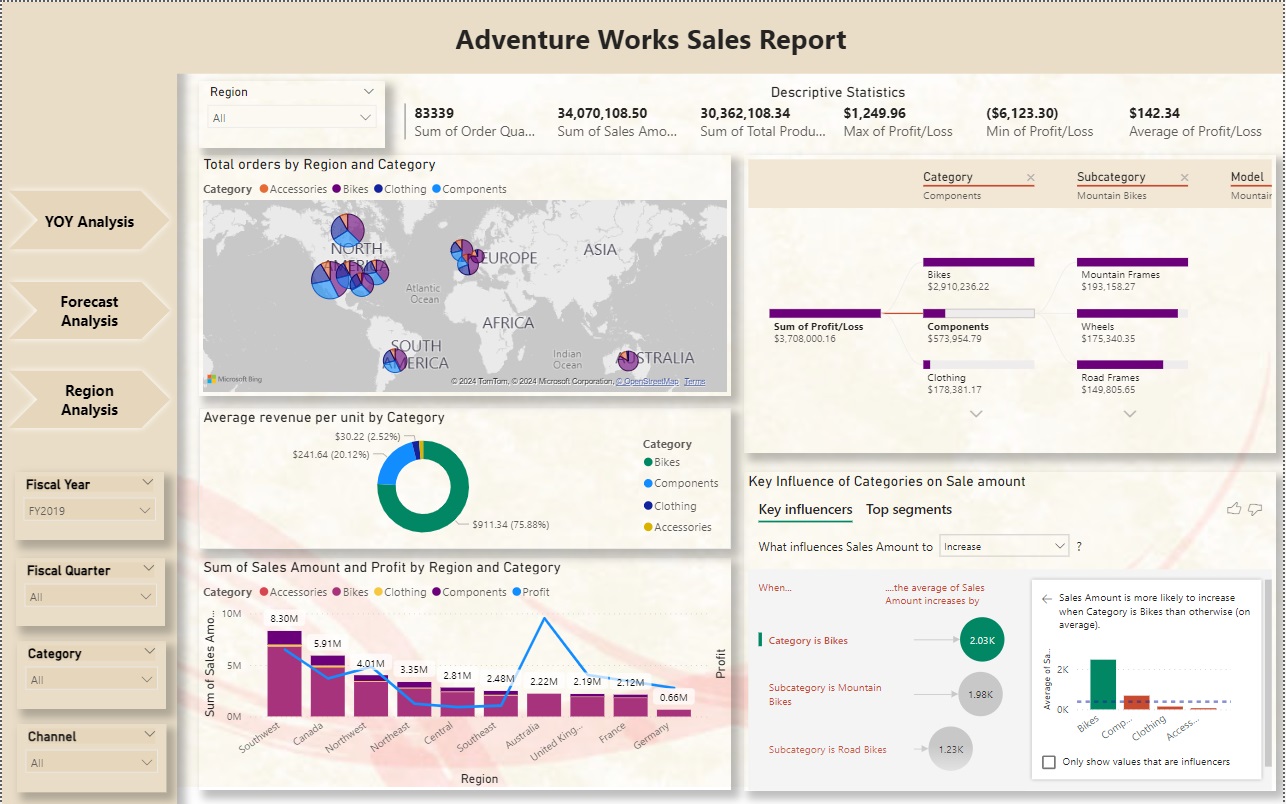 Adventure Works Sales Report
Region
All
Descriptive Statistics
83339
Sum of Order Qua...
34,070,108.50
Sum of Sales Amo...
30,362,108.34
Sum of Total Produ...
$1,249.96
Max of Profit/Loss
($6,123.30)
Min of Profit/Loss
$142.34
Average of Profit/Loss
YOY Analysis
Forecast
Analysis
Region
Analysis
Fiscal Year
FY2019
Fiscal Quarter
All
Category
All
Channel
All
Total orders by Region and Category
Category Accessories Bikes Clothing Components
NORTH
AMERICA
EUROPE
ASIA
Atlantic
Ocean
AFRICA
SOUTH
AMERICA
Indian
Ocean
AUSTRALIA
Microsoft Bing
© 2024 TomTom, © 2024 Microsoft Corporation, © OpenStreetMap Terms
Average revenue per unit by Category
$30.22 (2.52%)
$241.64 (20.12%)
$911.34 (75.88%)
Category
Bikes
Components
Clothing
Accessories
Sum of Sales Amount and Profit by Region and Category
Category Accessories Bikes Clothing Components Profit
Sum of Sales Amo...
10M
5M
0M
8.30M
5.91M
4.01M
3.35M
2.81M
2.48M
2.22M
2.19M
2.12M
0.66M
Profit
Southwest
Canada
Northwest
Northeast
Central
Southeast
Australia
United King...
France
Germany
Region
Category ×
Components
Subcategory ×
Mountain Bikes
Model
Mountain
Sum of Profit/Loss
$3,708,000.16
Bikes
$2,910,236.22
Components
$573,954.79
Clothing
$178,381.17
Mountain Frames
$193,158.27
Wheels
$175,340.35
Road Frames
$149,805.65
Key Influence of Categories on Sale amount
Key influencers Top segments
What influences Sales Amount to Increase ?
When...
....the average of Sales
Amount increases by
Category is Bikes
2.03K
Subcategory is Mountain
Bikes
1.98K
Subcategory is Road Bikes
1.23K
Sales Amount is more likely to increase
when Category is Bikes than otherwise (on
average).
Average of Sa...
2K
0K
Bikes
Comp...
Clothing
Access...
Only show values that are influencers